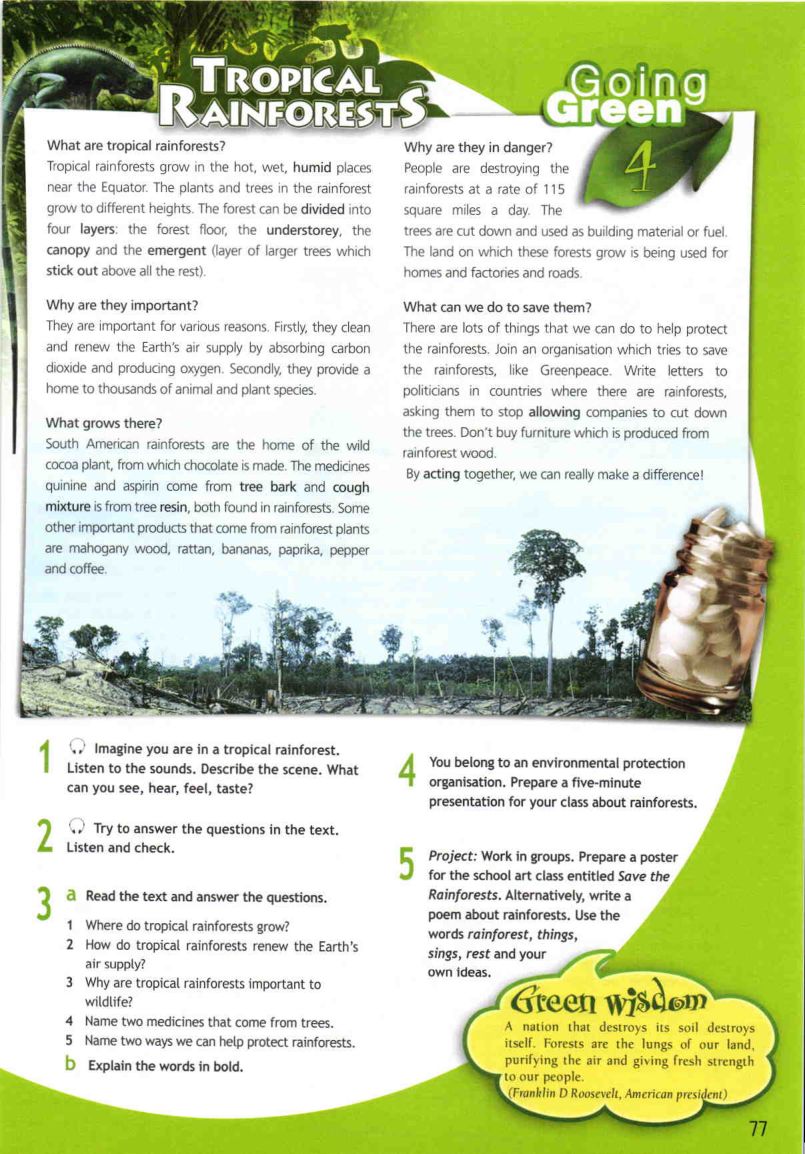 TROPICAL
RAINFORESTS
Going
Green
4
What are tropical rainforests?
Tropical rainforests grow in the hot, wet, humid places
near the Equator. The plants and trees in the rainforest
grow to different heights. The forest can be divided into
four layers: the forest floor, the understorey, the
canopy and the emergent (layer of larger trees which
stick out above all the rest).
Why are they important?
They are important for various reasons. Firstly, they clean
and renew the Earth's air supply by absorbing carbon
dioxide and producing oxygen. Secondly, they provide a
home to thousands of animal and plant species.
What grows there?
South American rainforests are the home of the wild
cocoa plant, from which chocolate is made. The medicines
quinine and aspirin come from tree bark and cough
mixture is from tree resin, both found in rainforests. Some
other important products that come from rainforest plants
are mahogany wood, rattan, bananas, paprika, pepper
and coffee.
Why are they in danger?
People are destroying the
rainforests at a rate of 115
square miles a day. The
trees are cut down and used as building material or fuel.
The land on which these forests grow is being used for
homes and factories and roads.
What can we do to save them?
There are lots of things that we can do to help protect
the rainforests. Join an organisation which tries to save
the rainforests, like Greenpeace. Write letters to
politicians in countries where there are rainforests,
asking them to stop allowing companies to cut down
the trees. Don't buy furniture which is produced from
rainforest wood.
By acting together, we can really make a difference!
1 Imagine you are in a tropical rainforest.
Listen to the sounds. Describe the scene. What
can you see, hear, feel, taste?
2 Try to answer the questions in the text.
Listen and check.
3 a Read the text and answer the questions.
1 Where do tropical rainforests grow?
2 How do tropical rainforests renew the Earth's
air supply?
3 Why are tropical rainforests important to
wildlife?
4 Name two medicines that come from trees.
5 Name two ways we can help protect rainforests.
b Explain the words in bold.
4 You belong to an environmental protection
organisation. Prepare a five-minute
presentation for your class about rainforests.
5 Project: Work in groups. Prepare a poster
for the school art class entitled Save the
Rainforests. Alternatively, write a
poem about rainforests. Use the
words rainforest, things,
sings, rest and your
own ideas.
Green wisdom
A nation that destroys its soil destroys
itself. Forests are the lungs of our land,
purifying the air and giving fresh strength
to our people.
(Franklin D Roosevelt, American president)
77